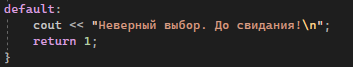 default:
cout << "Неверный выбор. До свидания!\n";
return 1;
}